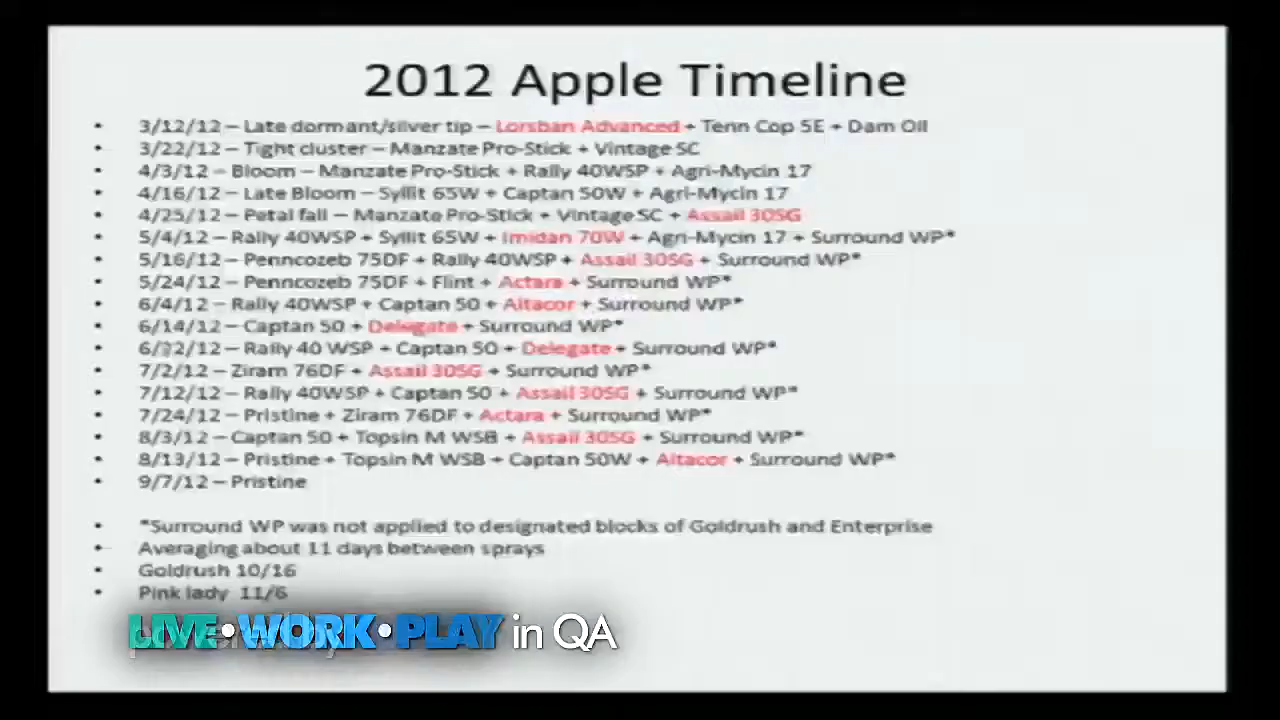 2012 Apple Timeline
• 3/12/12 – Late dormant/silver tip – Lorsban Advanced + Tenn Cop 5E + Dam Oil
• 3/22/12 – Tight cluster – Manzate Pro-Stick + Vintage SC
• 4/3/12 – Bloom – Manzate Pro-Stick + Rally 40WSP + Agri-Mycin 17
• 4/16/12 – Late Bloom – Syllit 65W + Captan 50W + Agri-Mycin 17
• 4/25/12 – Petal fall – Manzate Pro-Stick + Vintage SC + Assail 30SG
• 5/4/12 – Rally 40WSP + Syllit 65W + Imidan 70W + Agri-Mycin 17 + Surround WP*
• 5/16/12 – Penncozeb 75DF + Rally 40WSP + Assail 30SG + Surround WP*
• 5/24/12 – Penncozeb 75DF + Flint + Actara + Surround WP*
• 6/4/12 – Rally 40WSP + Captan 50 + Altacor + Surround WP*
• 6/14/12 – Captan 50 + Delegate + Surround WP*
• 6/22/12 – Rally 40 WSP + Captan 50 + Delegate + Surround WP*
• 7/2/12 – Ziram 76DF + Assail 30SG + Surround WP*
• 7/12/12 – Rally 40WSP + Captan 50 + Assail 30SG + Surround WP*
• 7/24/12 – Pristine + Ziram 76DF + Actara + Surround WP*
• 8/3/12 – Captan 50 + Topsin M WSB + Assail 30SG + Surround WP*
• 8/13/12 – Pristine + Topsin M WSB + Captan 50W + Altacor + Surround WP*
• 9/7/12 – Pristine
• *Surround WP was not applied to designated blocks of Goldrush and Enterprise
• Averaging about 11 days between sprays
• Goldrush 10/16
• Pink lady 11/6
LIVE•WORK•PLAY in QA
powered by